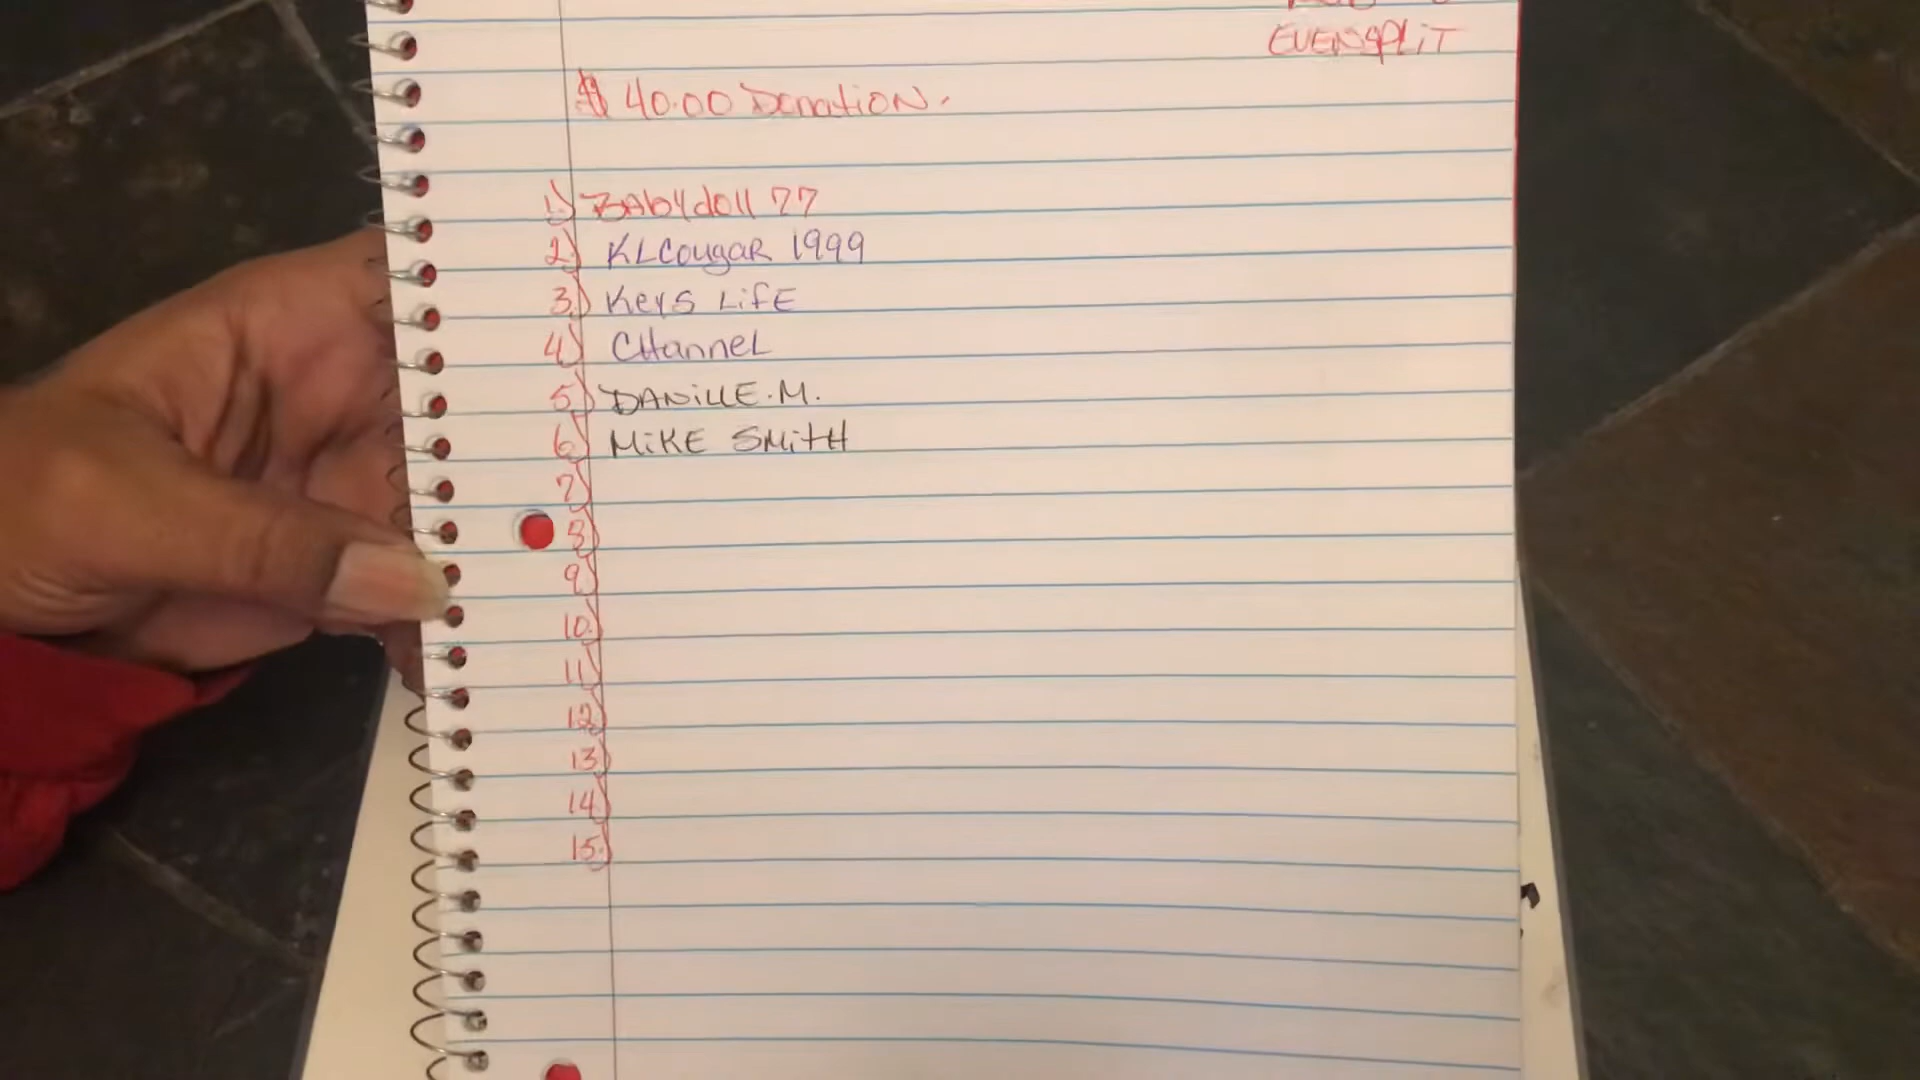 EVENSPLIT
$ 40.00 Donation.
1) BAbydoll 77
2) KLCougaR 1999
3.) Keys LifE
4) CHanneL
5) DANiLLE.M.
6) MiKE SMitH
7)
8)
9)
10.)
11)
12)
13)
14)
15.)